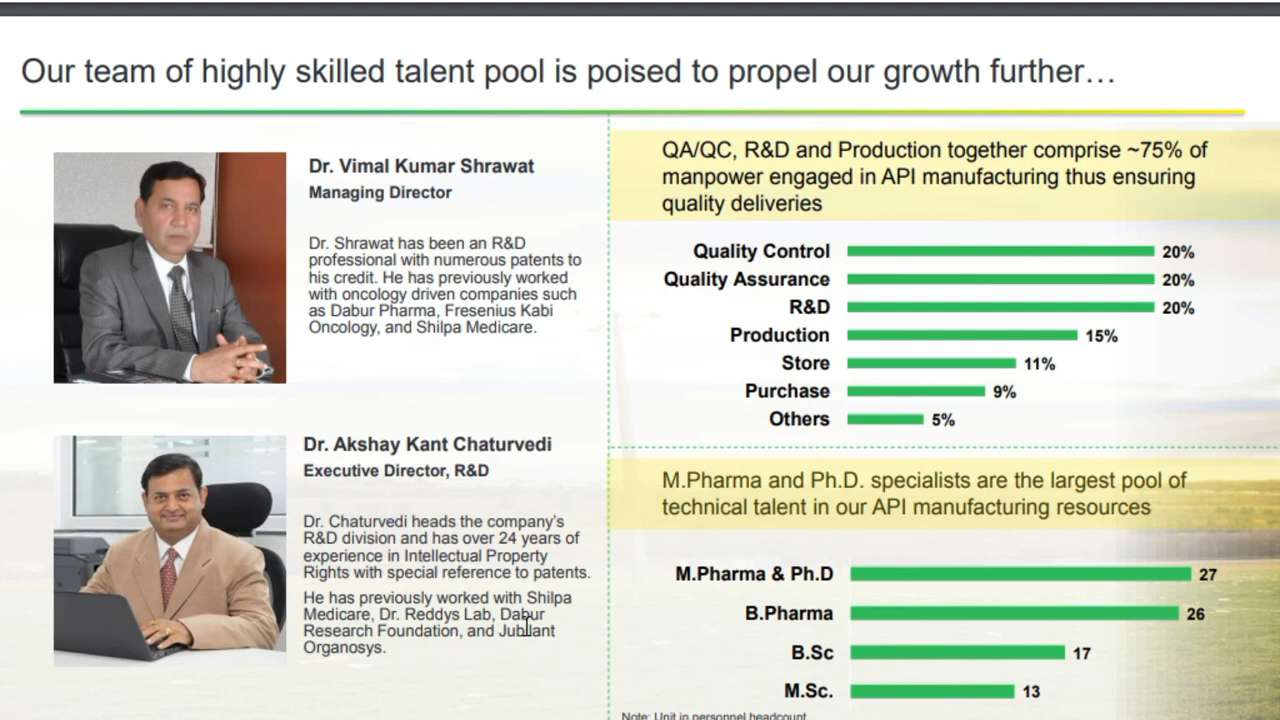 Our team of highly skilled talent pool is poised to propel our growth further…
Dr. Vimal Kumar Shrawat
Managing Director
Dr. Shrawat has been an R&D
professional with numerous patents to
his credit. He has previously worked
with oncology driven companies such
as Dabur Pharma, Fresenius Kabi
Oncology, and Shilpa Medicare.
Dr. Akshay Kant Chaturvedi
Executive Director, R&D
Dr. Chaturvedi heads the company's
R&D division and has over 24 years of
experience in Intellectual Property
Rights with special reference to patents.
He has previously worked with Shilpa
Medicare, Dr. Reddys Lab, Dabur
Research Foundation, and Jubilant
Organosys.
QA/QC, R&D and Production together comprise ~75% of
manpower engaged in API manufacturing thus ensuring
quality deliveries
Quality Control 20%
Quality Assurance 20%
R&D 20%
Production 15%
Store 11%
Purchase 9%
Others 5%
M.Pharma and Ph.D. specialists are the largest pool of
technical talent in our API manufacturing resources
M.Pharma & Ph.D 27
B.Pharma 26
B.Sc 17
M.Sc. 13
Note: Unit in personnel headcount